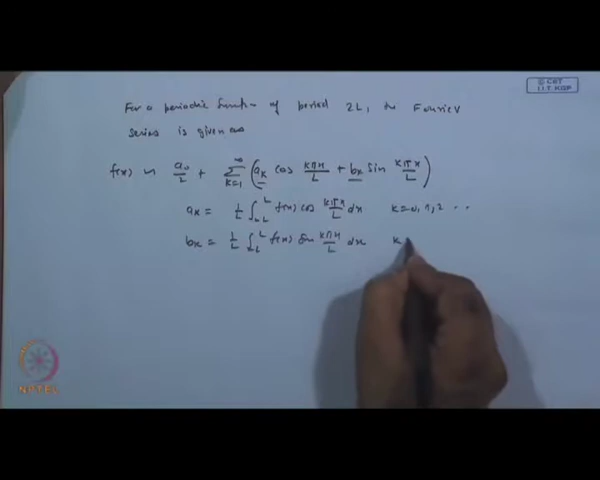 © CET
I.I.T. KGP
For a periodic function of period 2L, the Fourier
series is given as
f(x) ~ a₀/2 + ∑_{k=1}^{∞} (aₖ cos kπx/L + bₖ sin kπx/L)
aₖ = 1/L ∫_{-L}^{L} f(x) cos kπx/L dx k=0,1,2 ..
bₖ = 1/L ∫_{-L}^{L} f(x) sin kπx/L dx k
NPTEL